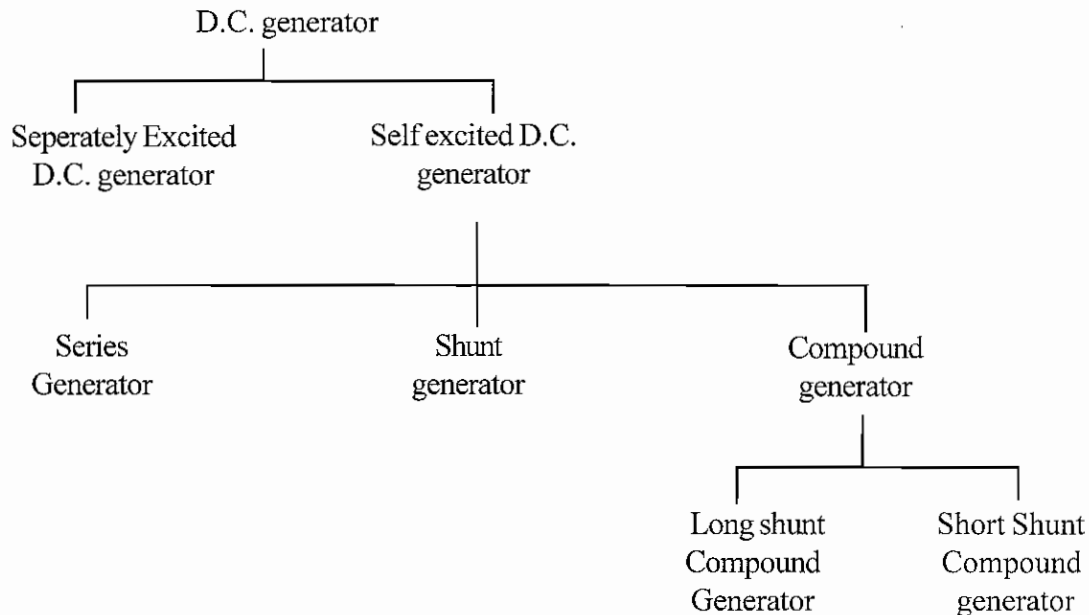 D.C. generator
Seperately Excited
D.C. generator
Self excited D.C.
generator
Series
Generator
Shunt
generator
Compound
generator
Long shunt
Compound
Generator
Short Shunt
Compound
generator